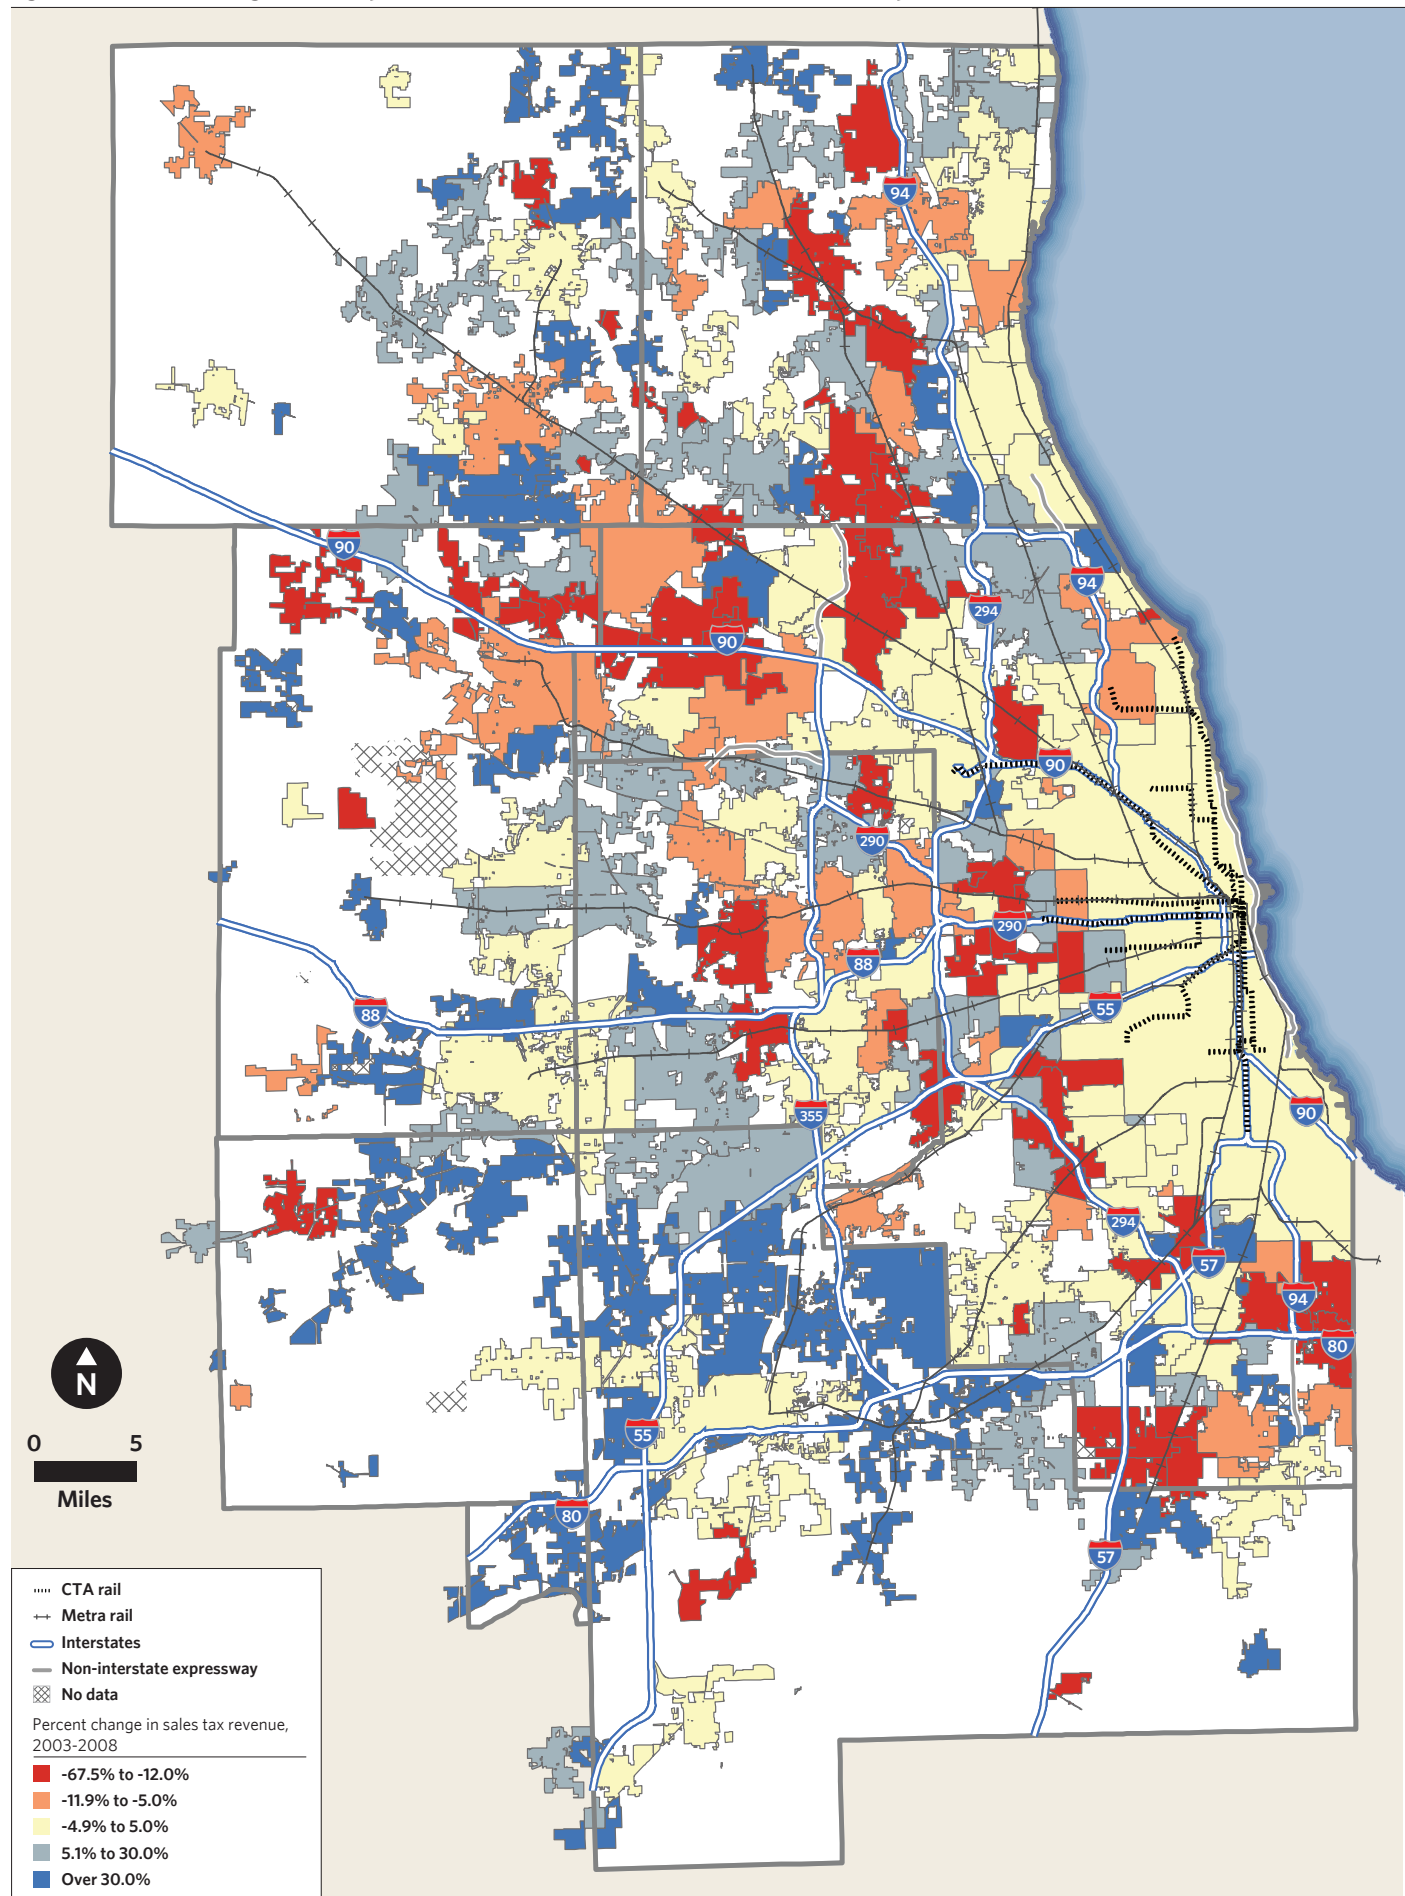 94
90
94
294
90
90
290
290
88
55
88
355
90
294
57
94
80
55
80
57
N
0 5
Miles
CTA rail
Metra rail
Interstates
Non-interstate expressway
No data
Percent change in sales tax revenue,
2003-2008
-67.5% to -12.0%
-11.9% to -5.0%
-4.9% to 5.0%
5.1% to 30.0%
Over 30.0%